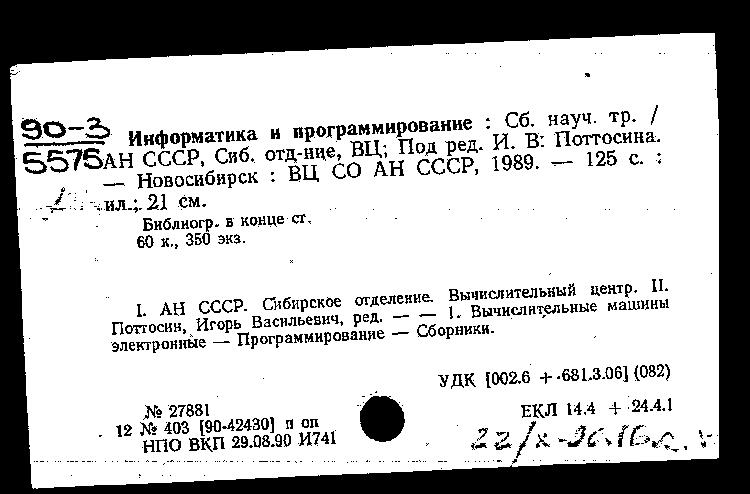 90-3
5575
Информатика и программирование : Сб. науч. тр. /
АН СССР, Сиб. отд-ние, ВЦ; Под ред. И. В. Поттосина.
— Новосибирск : ВЦ СО АН СССР, 1989. — 125 с. :
ил.; 21 см.
Библиогр. в конце ст.
60 к., 350 экз.
I. АН СССР. Сибирское отделение. Вычислительный центр. II.
Поттосин, Игорь Васильевич, ред. — — 1. Вычислительные машины
электронные — Программирование — Сборники.
УДК [002.6 + 681.3.06] (082)
№ 27881
12 № 403 [90-42430] п оп
НПО ВКП 29.08.90 И741
ЕКЛ 14.4 + 24.4.1